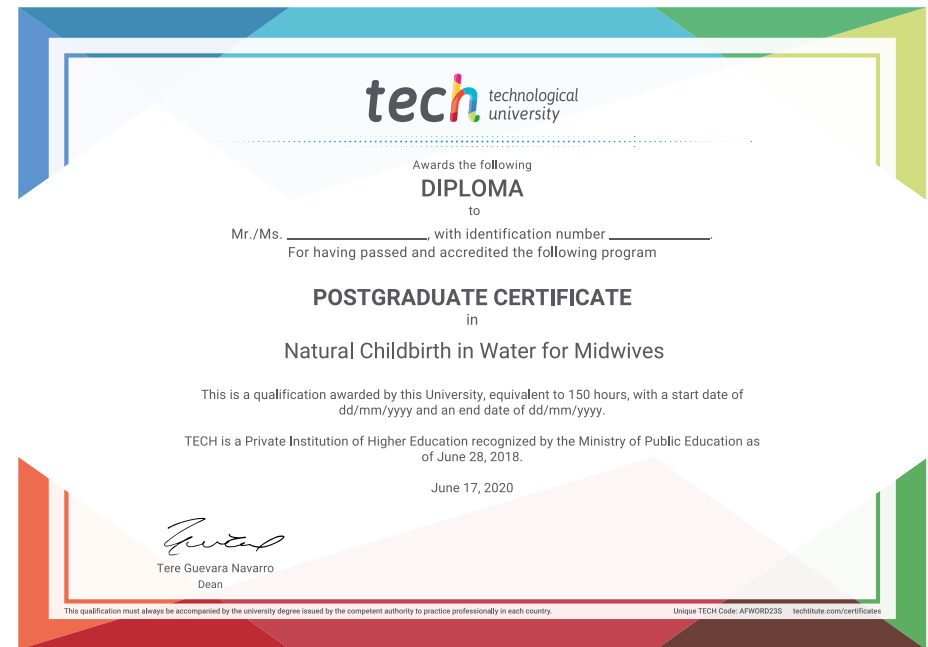 tech technological
university
Awards the following
DIPLOMA
to
Mr./Ms. ____________________, with identification number ______________.
For having passed and accredited the following program
POSTGRADUATE CERTIFICATE
in
Natural Childbirth in Water for Midwives
This is a qualification awarded by this University, equivalent to 150 hours, with a start date of
dd/mm/yyyy and an end date of dd/mm/yyyy.
TECH is a Private Institution of Higher Education recognized by the Ministry of Public Education as
of June 28, 2018.
June 17, 2020
Tere Guevara Navarro
Dean
This qualification must always be accompanied by the university degree issued by the competent authority to practice professionally in each country. Unique TECH Code: AFWORD23S techtitute.com/certificates